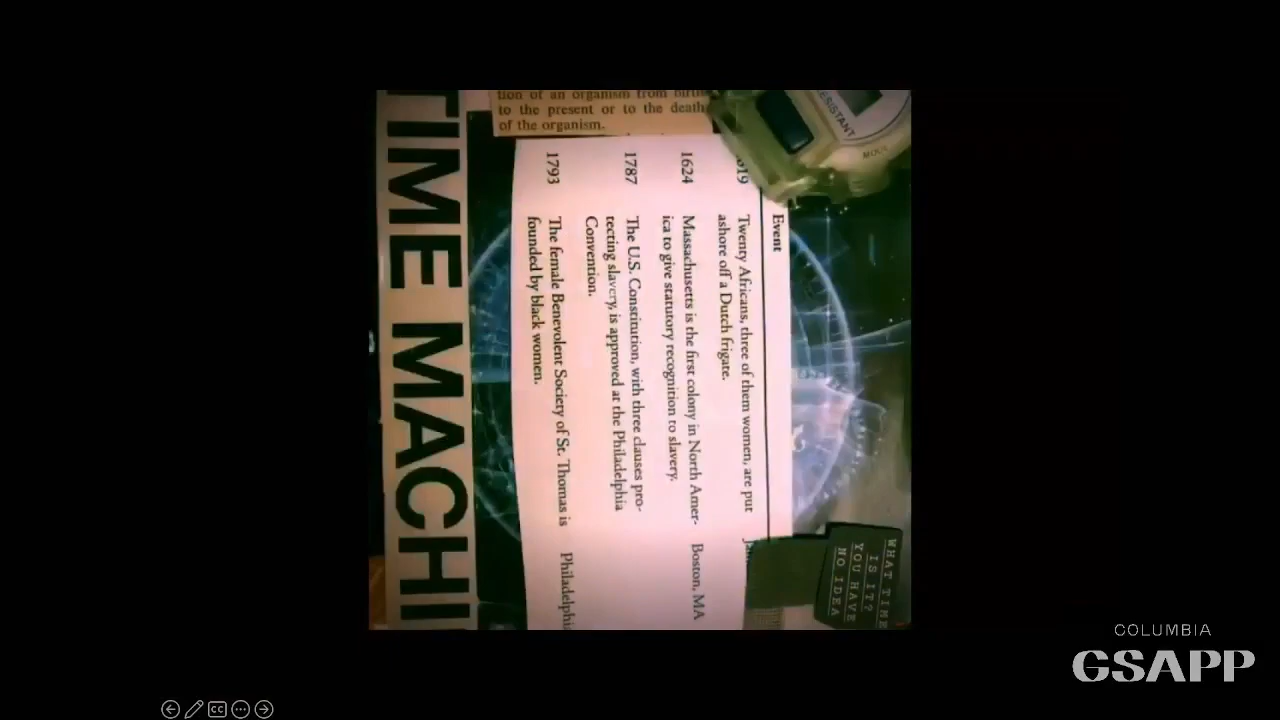 TIME MACHI
tion of an organism from birth
to the present or to the death
of the organism.
RESISTANT
Event
Twenty Africans, three of them women, are put
ashore off a Dutch frigate.
1624 Massachusetts is the first colony in North Amer- Boston, MA
ica to give statutory recognition to slavery.
1787 The U.S. Constitution, with three clauses pro-
tecting slavery, is approved at the Philadelphia
Convention.
1793 The female Benevolent Society of St. Thomas is Philadelphia
founded by black women.
WHAT TIME
IS IT?
YOU HAVE
NO IDEA
COLUMBIA
GSAPP
CC